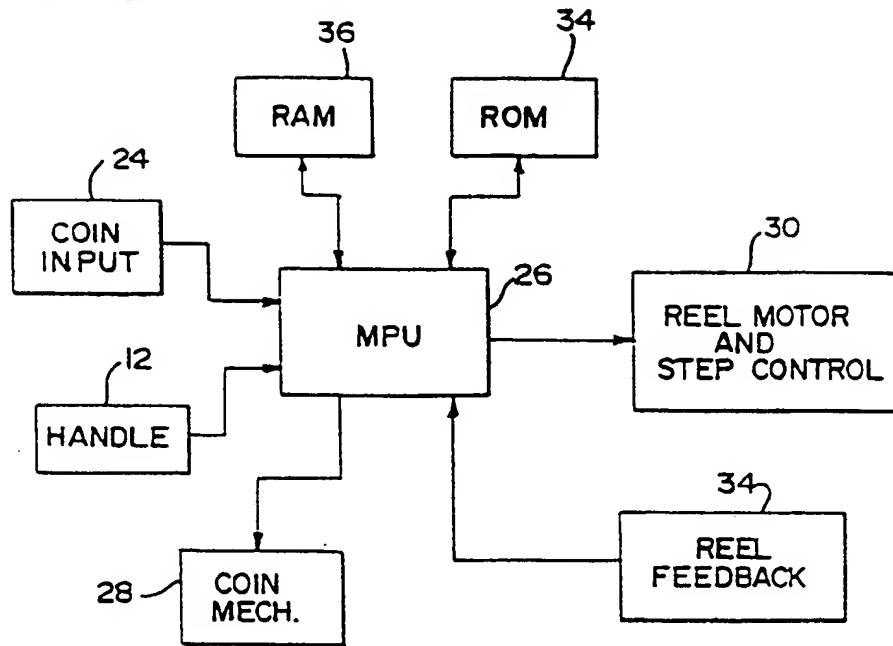 36
RAM
34
ROM
24
COIN
INPUT
MPU
26
30
REEL MOTOR
AND
STEP CONTROL
12
HANDLE
28
COIN
MECH.
34
REEL
FEEDBACK